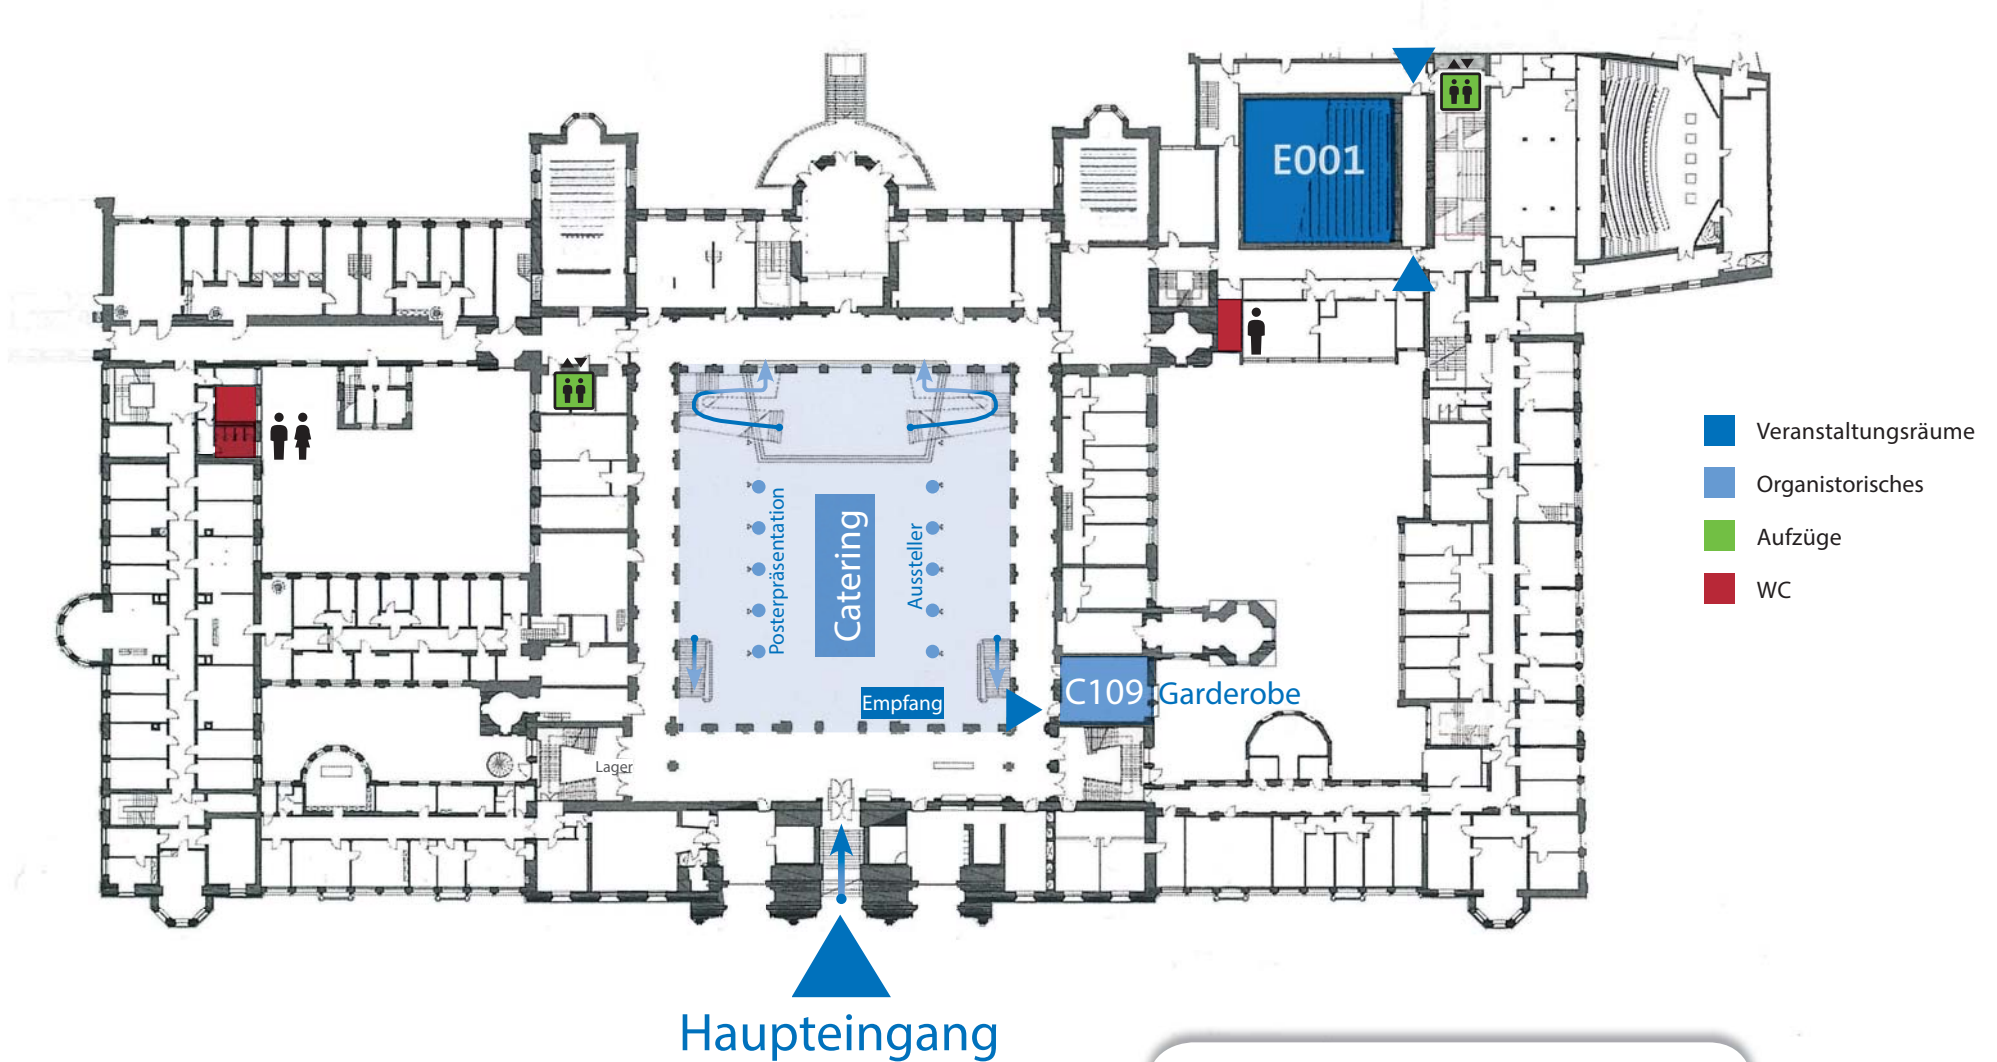 E001
Veranstaltungsräume
Organistorisches
Aufzüge
WC
Posterpräsentation
Catering
Aussteller
Empfang
C109 Garderobe
Lager
Haupteingang